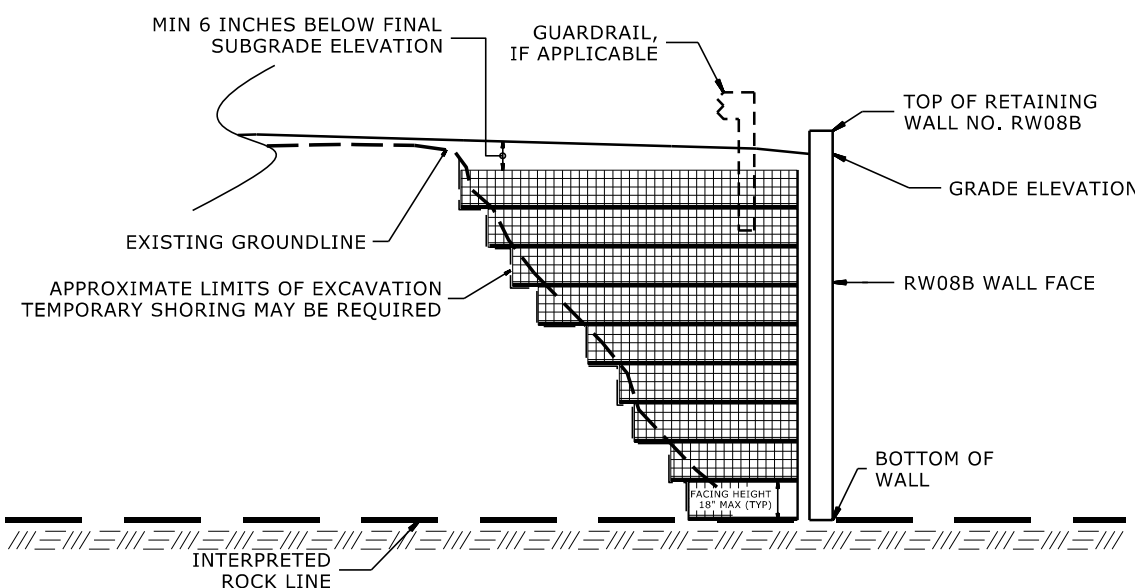 MIN 6 INCHES BELOW FINAL
SUBGRADE ELEVATION
GUARDRAIL,
IF APPLICABLE
TOP OF RETAINING
WALL NO. RW08B
GRADE ELEVATION
EXISTING GROUNDLINE
APPROXIMATE LIMITS OF EXCAVATION
TEMPORARY SHORING MAY BE REQUIRED
RW08B WALL FACE
BOTTOM OF
WALL
FACING HEIGHT
18" MAX (TYP)
INTERPRETED
ROCK LINE